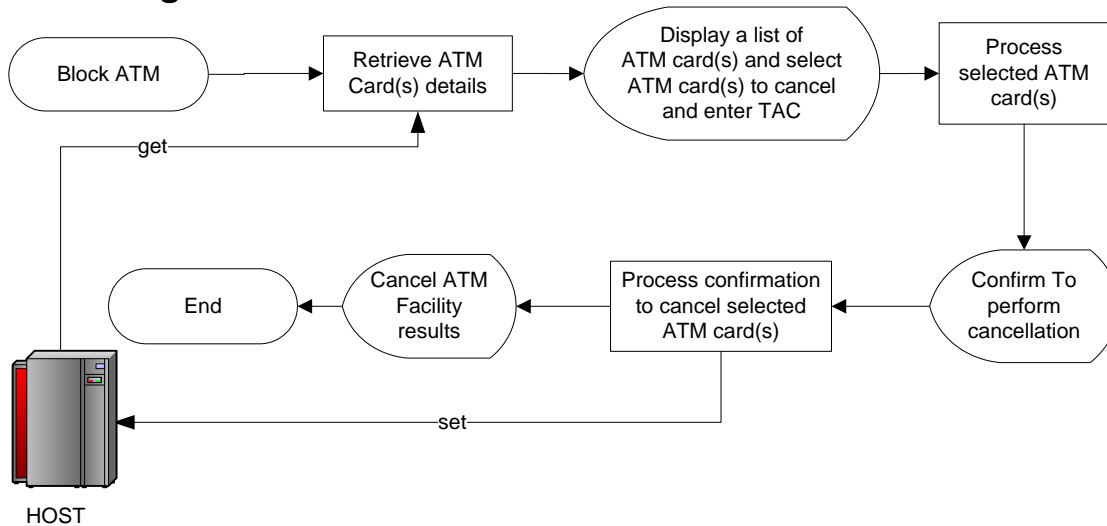 Block ATM
Retrieve ATM
Card(s) details
Display a list of
ATM card(s) and select
ATM card(s) to cancel
and enter TAC
Process
selected ATM
card(s)
get
End
Cancel ATM
Facility
results
Process confirmation
to cancel selected
ATM card(s)
Confirm To
perform
cancellation
set
HOST